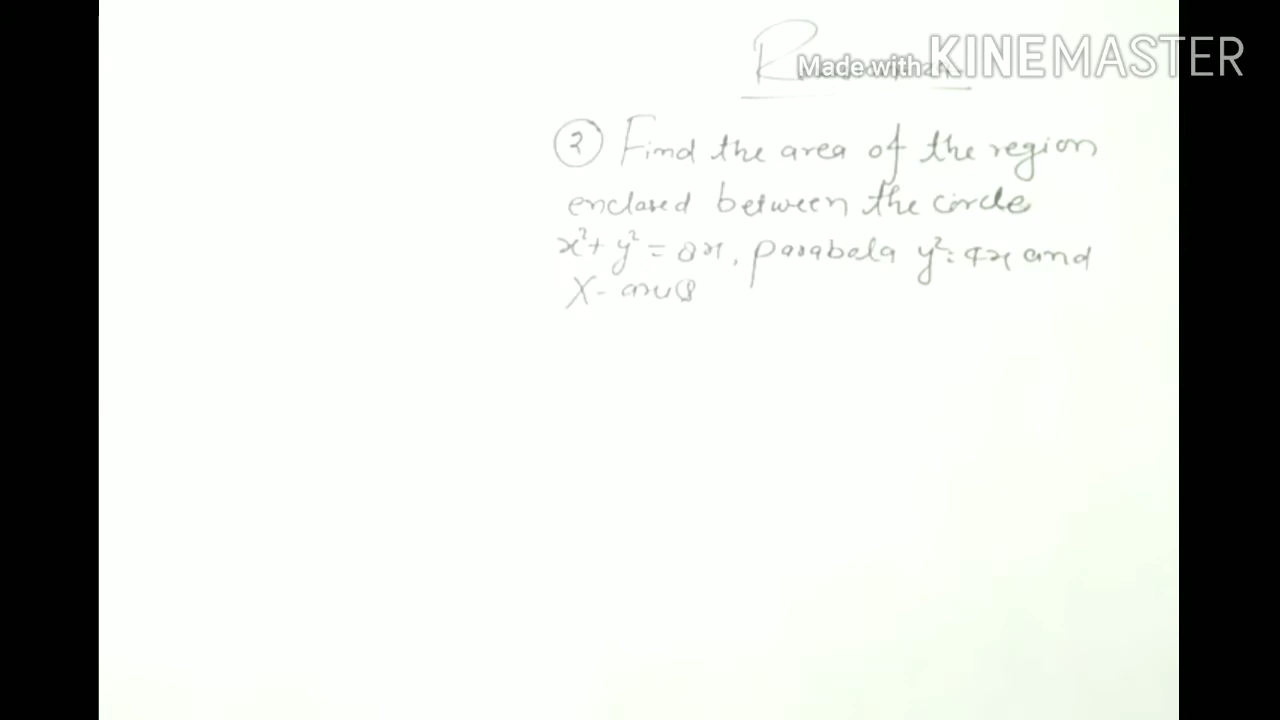 Made with KINEMASTER
② Find the area of the region
enclosed between the circle
x²+ y² = 8x, parabola y²= 4x and
X- axis